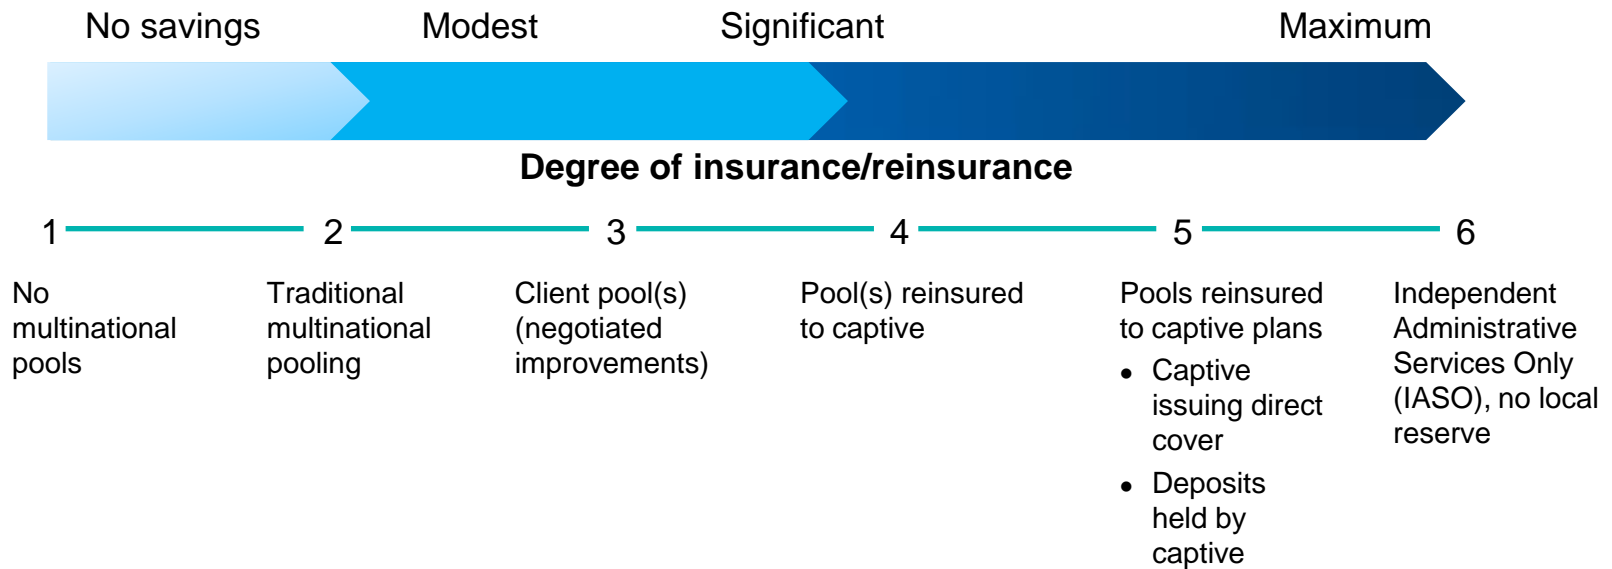 No savings
Modest
Significant
Maximum
Degree of insurance/reinsurance
1
2
3
4
5
6
No
multinational
pools
Traditional
multinational
pooling
Client pool(s)
(negotiated
improvements)
Pool(s) reinsured
to captive
Pools reinsured
to captive plans
• Captive
issuing direct
cover
• Deposits
held by
captive
Independent
Administrative
Services Only
(IASO), no local
reserve